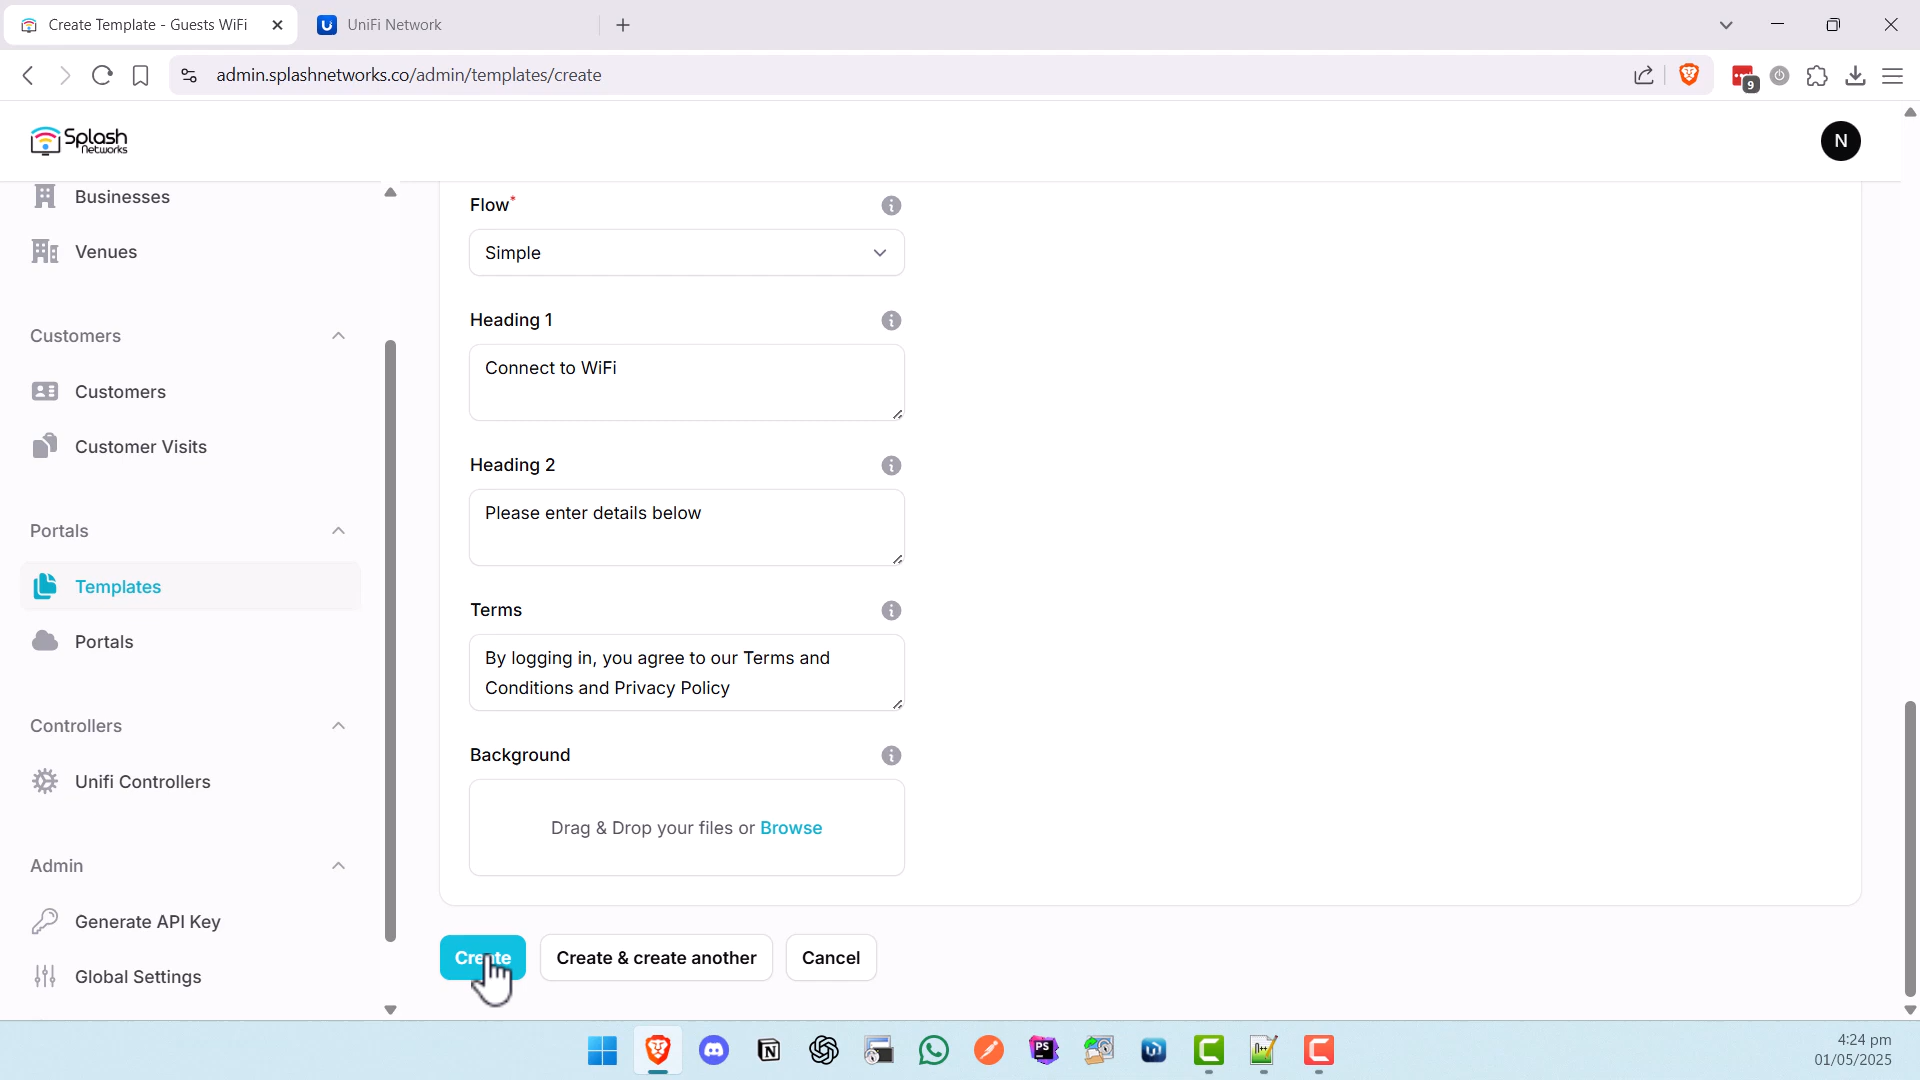 Create Template - Guests WiFi
UniFi Network
admin.splashnetworks.co/admin/templates/create
9
Splash
Networks
N
Businesses
Venues
Customers
Customers
Customer Visits
Portals
Templates
Portals
Controllers
Unifi Controllers
Admin
Generate API Key
Global Settings
Flow*
Simple
Heading 1
Connect to WiFi
Heading 2
Please enter details below
Terms
By logging in, you agree to our Terms and
Conditions and Privacy Policy
Background
Drag & Drop your files or Browse
Create
Create & create another
Cancel
4:24 pm
01/05/2025